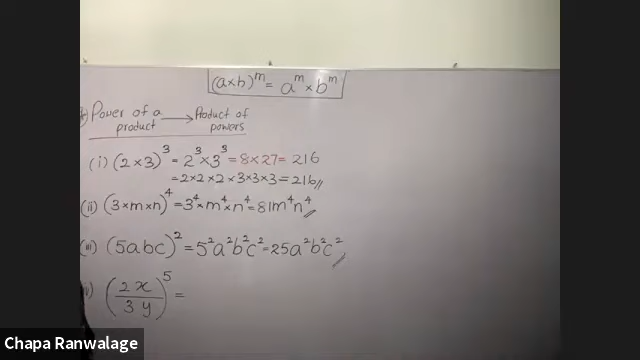 (a×b)^m = a^m × b^m
Power of a product → Product of powers
(i) (2×3)^3 = 2^3 × 3^3 = 8×27 = 216
= 2×2×2×3×3×3 = 216
(ii) (3×m×n)^4 = 3^4 × m^4 × n^4 = 81m^4n^4
(iii) (5abc)^2 = 5^2a^2b^2c^2 = 25a^2b^2c^2
(2x/3y)^5 =
Chapa Ranwalage